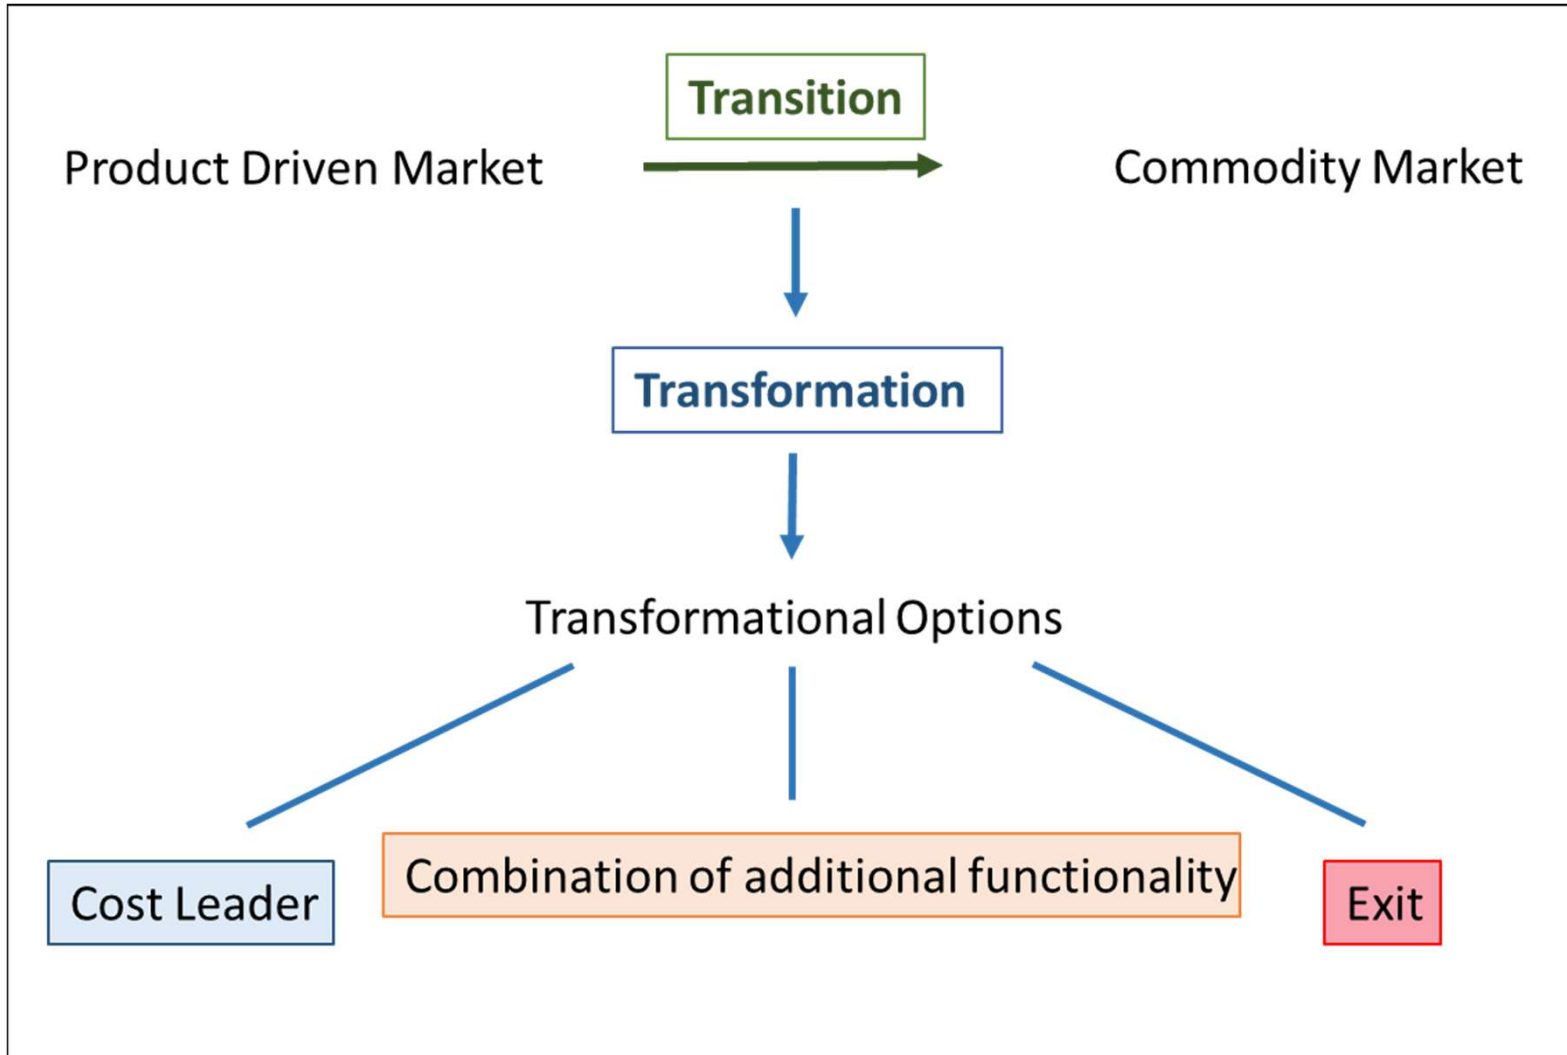 Transition
Product Driven Market
Commodity Market
Transformation
Transformational Options
Cost Leader
Combination of additional functionality
Exit